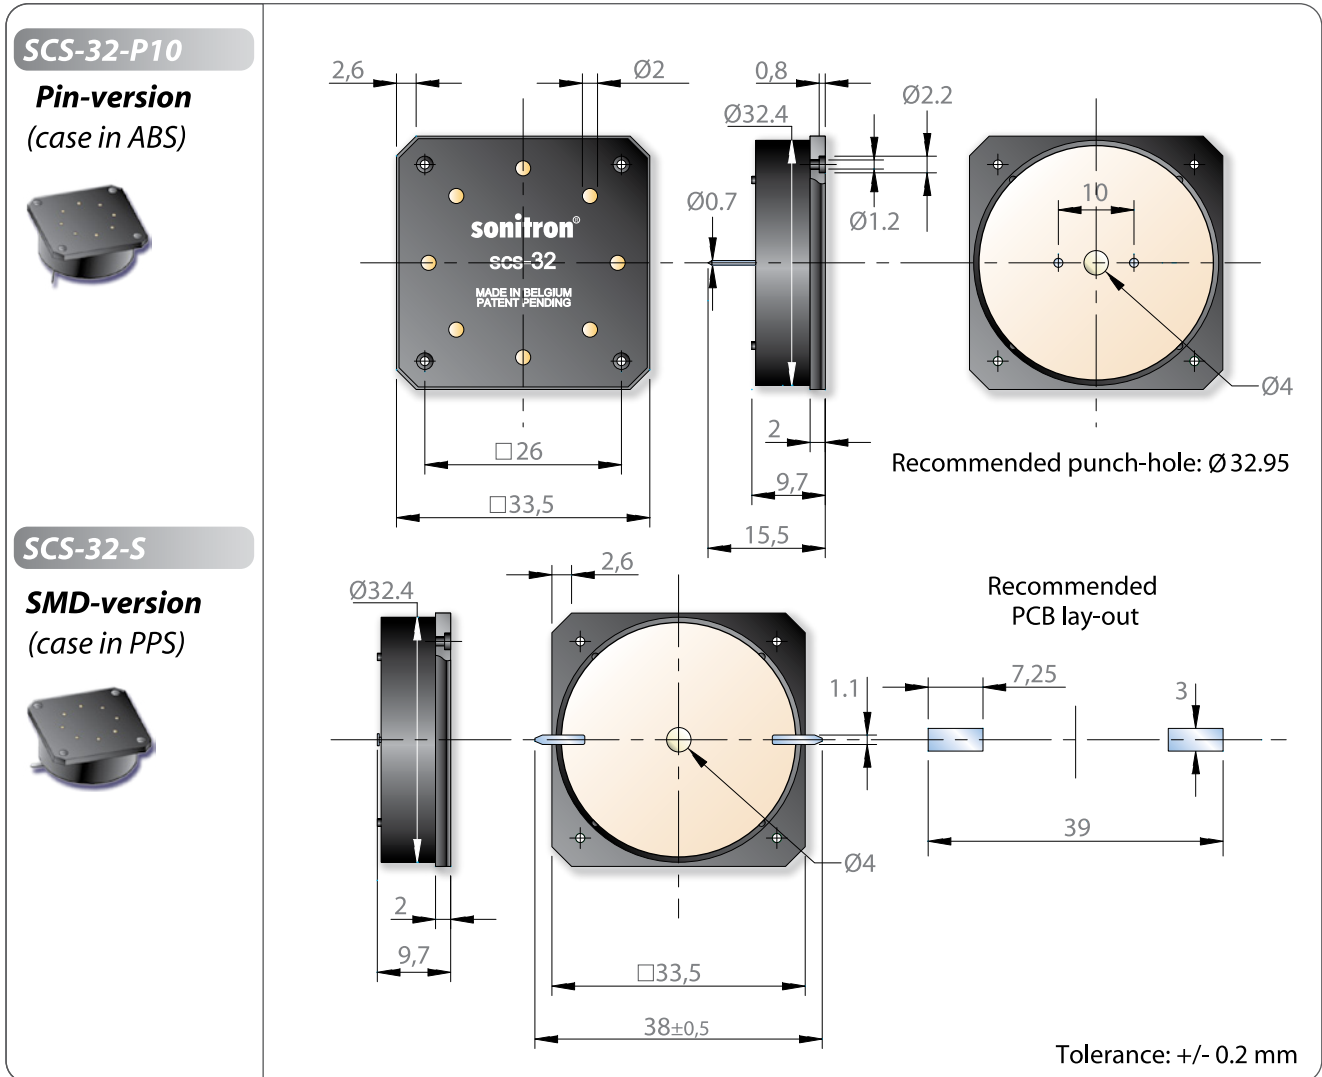 SCS-32-P10
Pin-version
(case in ABS)
2,6
Ø2
0,8
Ø2.2
Ø32.4
Ø1.2
Ø0.7
10
sonitron®
scs-32
MADE IN BELGIUM
PATENT PENDING
Ø4
□26
□33,5
2
9,7
15,5
Recommended punch-hole: Ø 32.95
SCS-32-S
SMD-version
(case in PPS)
Ø32.4
2,6
Recommended
PCB lay-out
1.1
7,25
3
39
Ø4
2
9,7
□33,5
38±0,5
Tolerance: +/- 0.2 mm